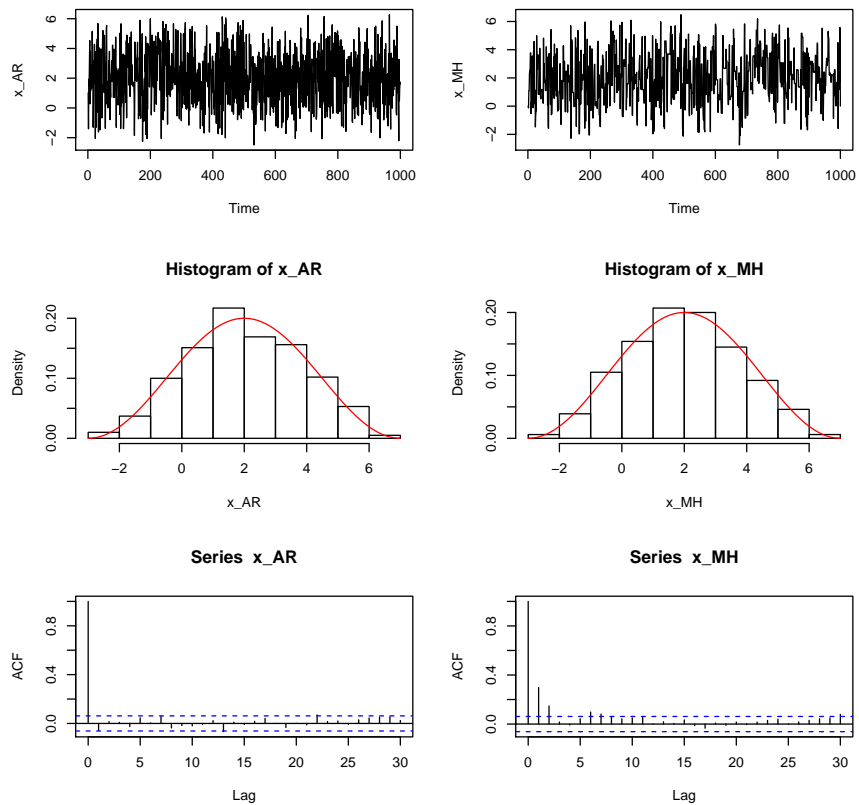 x_AR
6
4
2
0
−2
0 200 400 600 800 1000
Time
x_MH
6
4
2
0
−2
0 200 400 600 800 1000
Time
Histogram of x_AR
Density
0.20
0.10
0.00
−2 0 2 4 6
x_AR
Histogram of x_MH
Density
0.20
0.10
0.00
−2 0 2 4 6
x_MH
Series x_AR
ACF
0.8
0.4
0.0
0 5 10 15 20 25 30
Lag
Series x_MH
ACF
0.8
0.4
0.0
0 5 10 15 20 25 30
Lag